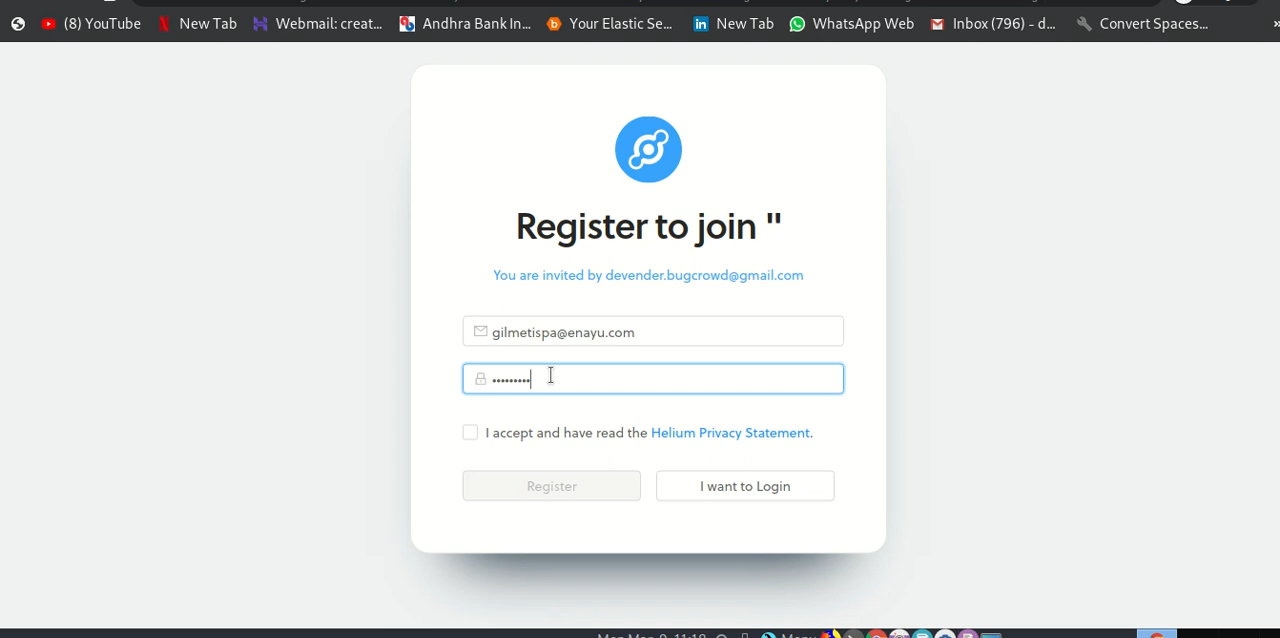 (8) YouTube New Tab Webmail: creat... Andhra Bank In... Your Elastic Se... New Tab WhatsApp Web Inbox (796) - d... Convert Spaces... »
Register to join "
You are invited by devender.bugcrowd@gmail.com
gilmetispa@enayu.com
I accept and have read the Helium Privacy Statement.
Register I want to Login